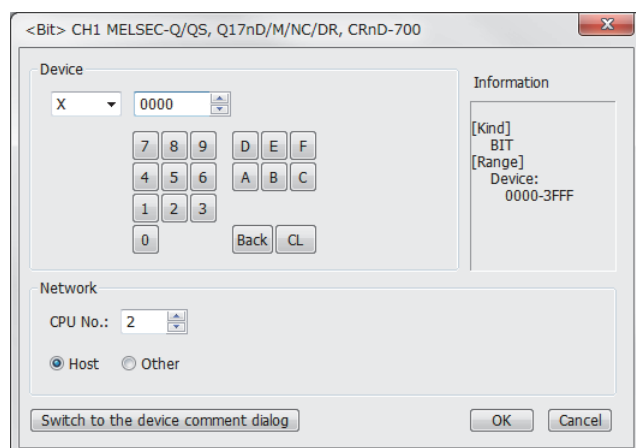 <Bit> CH1 MELSEC-Q/QS, Q17nD/M/NC/DR, CRnD-700
Device
X 0000
7 8 9 D E F
4 5 6 A B C
1 2 3
0 Back CL
Information
[Kind]
BIT
[Range]
Device:
0000-3FFF
Network
CPU No.: 2
Host Other
Switch to the device comment dialog OK Cancel